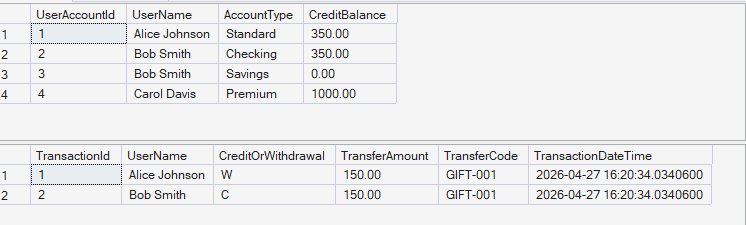 UserAccountId UserName AccountType CreditBalance
1 1 Alice Johnson Standard 350.00
2 2 Bob Smith Checking 350.00
3 3 Bob Smith Savings 0.00
4 4 Carol Davis Premium 1000.00
TransactionId UserName CreditOrWithdrawal TransferAmount TransferCode TransactionDateTime
1 1 Alice Johnson W 150.00 GIFT-001 2026-04-27 16:20:34.0340600
2 2 Bob Smith C 150.00 GIFT-001 2026-04-27 16:20:34.0340600